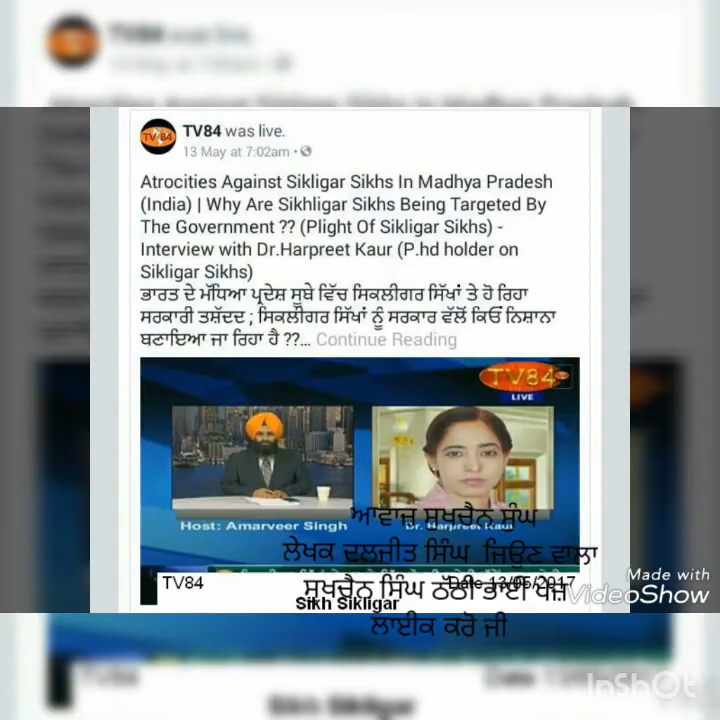 TV84 was live.
13 May at 7:02am
Atrocities Against Sikligar Sikhs In Madhya Pradesh
(India) | Why Are Sikhligar Sikhs Being Targeted By
The Government ?? (Plight Of Sikligar Sikhs) -
Interview with Dr.Harpreet Kaur (P.hd holder on
Sikligar Sikhs)
ਭਾਰਤ ਦੇ ਮੱਧਿਆ ਪ੍ਰਦੇਸ਼ ਸੂਬੇ ਵਿੱਚ ਸਿਕਲੀਗਰ ਸਿੱਖਾਂ ਤੇ ਹੋ ਰਿਹਾ
ਸਰਕਾਰੀ ਤਸ਼ੱਦਦ ; ਸਿਕਲੀਗਰ ਸਿੱਖਾਂ ਨੂੰ ਸਰਕਾਰ ਵੱਲੋਂ ਕਿਓਂ ਨਿਸ਼ਾਨਾ
ਬਣਾਇਆ ਜਾ ਰਿਹਾ ਹੈ ??... Continue Reading
TV84
LIVE
ਆਵਾਜ਼ ਸੁਖਚੈਨ ਸਿੰਘ
Host: Amarveer Singh Dr. Harpreet Kaur
ਲੇਖਕ ਦਲਜੀਤ ਸਿੰਘ ਜਿਉਣ ਵਾਲਾ
TV84 Date 13/05/2017
ਸੁਖਚੈਨ ਸਿੰਘ ਠੱਠੀ ਭਾਈ
Sikh Sikligar
ਲਾਈਕ ਕਰੋ ਜੀ
Made with
VideoShow
InShOt